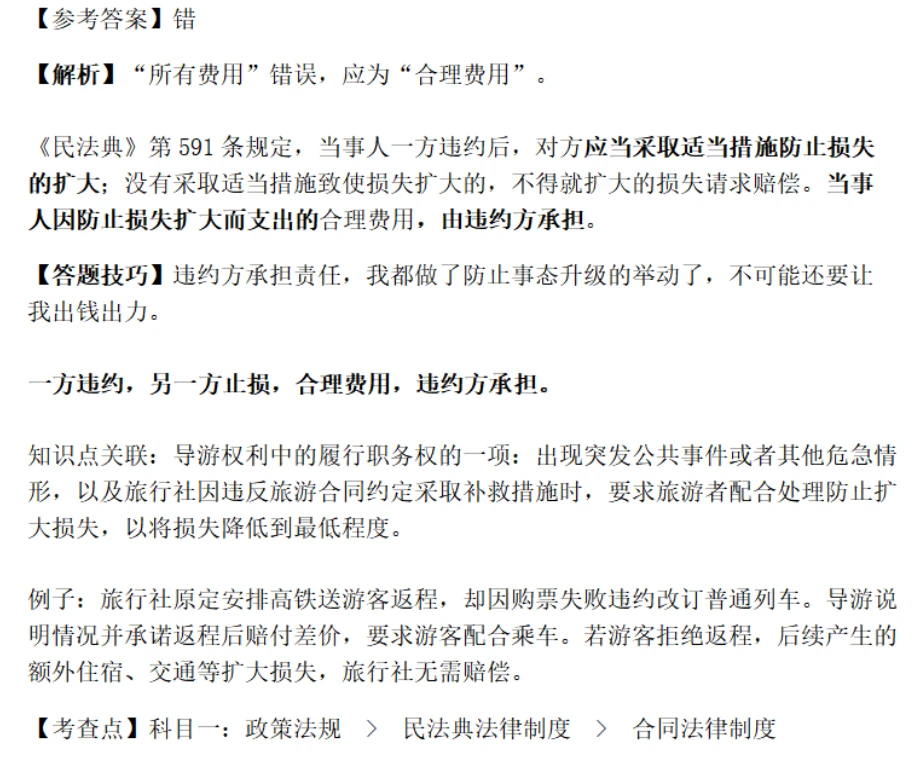 【参考答案】错
【解析】“所有费用”错误，应为“合理费用”。
《民法典》第 591 条规定，当事人一方违约后，对方应当采取适当措施防止损失
的扩大；没有采取适当措施致使损失扩大的，不得就扩大的损失请求赔偿。当事
人因防止损失扩大而支出的合理费用，由违约方承担。
【答题技巧】违约方承担责任，我都做了防止事态升级的举动了，不可能还要让
我出钱出力。
一方违约，另一方止损，合理费用，违约方承担。
知识点关联：导游权利中的履行职务权的一项：出现突发公共事件或者其他危急情
形，以及旅行社因违反旅游合同约定采取补救措施时，要求旅游者配合处理防止扩
大损失，以将损失降低到最低程度。
例子：旅行社原定安排高铁送游客返程，却因购票失败违约改订普通列车。导游说
明情况并承诺返程后赔付差价，要求游客配合乘车。若游客拒绝返程，后续产生的
额外住宿、交通等扩大损失，旅行社无需赔偿。
【考查点】科目一：政策法规 > 民法典法律制度 > 合同法律制度